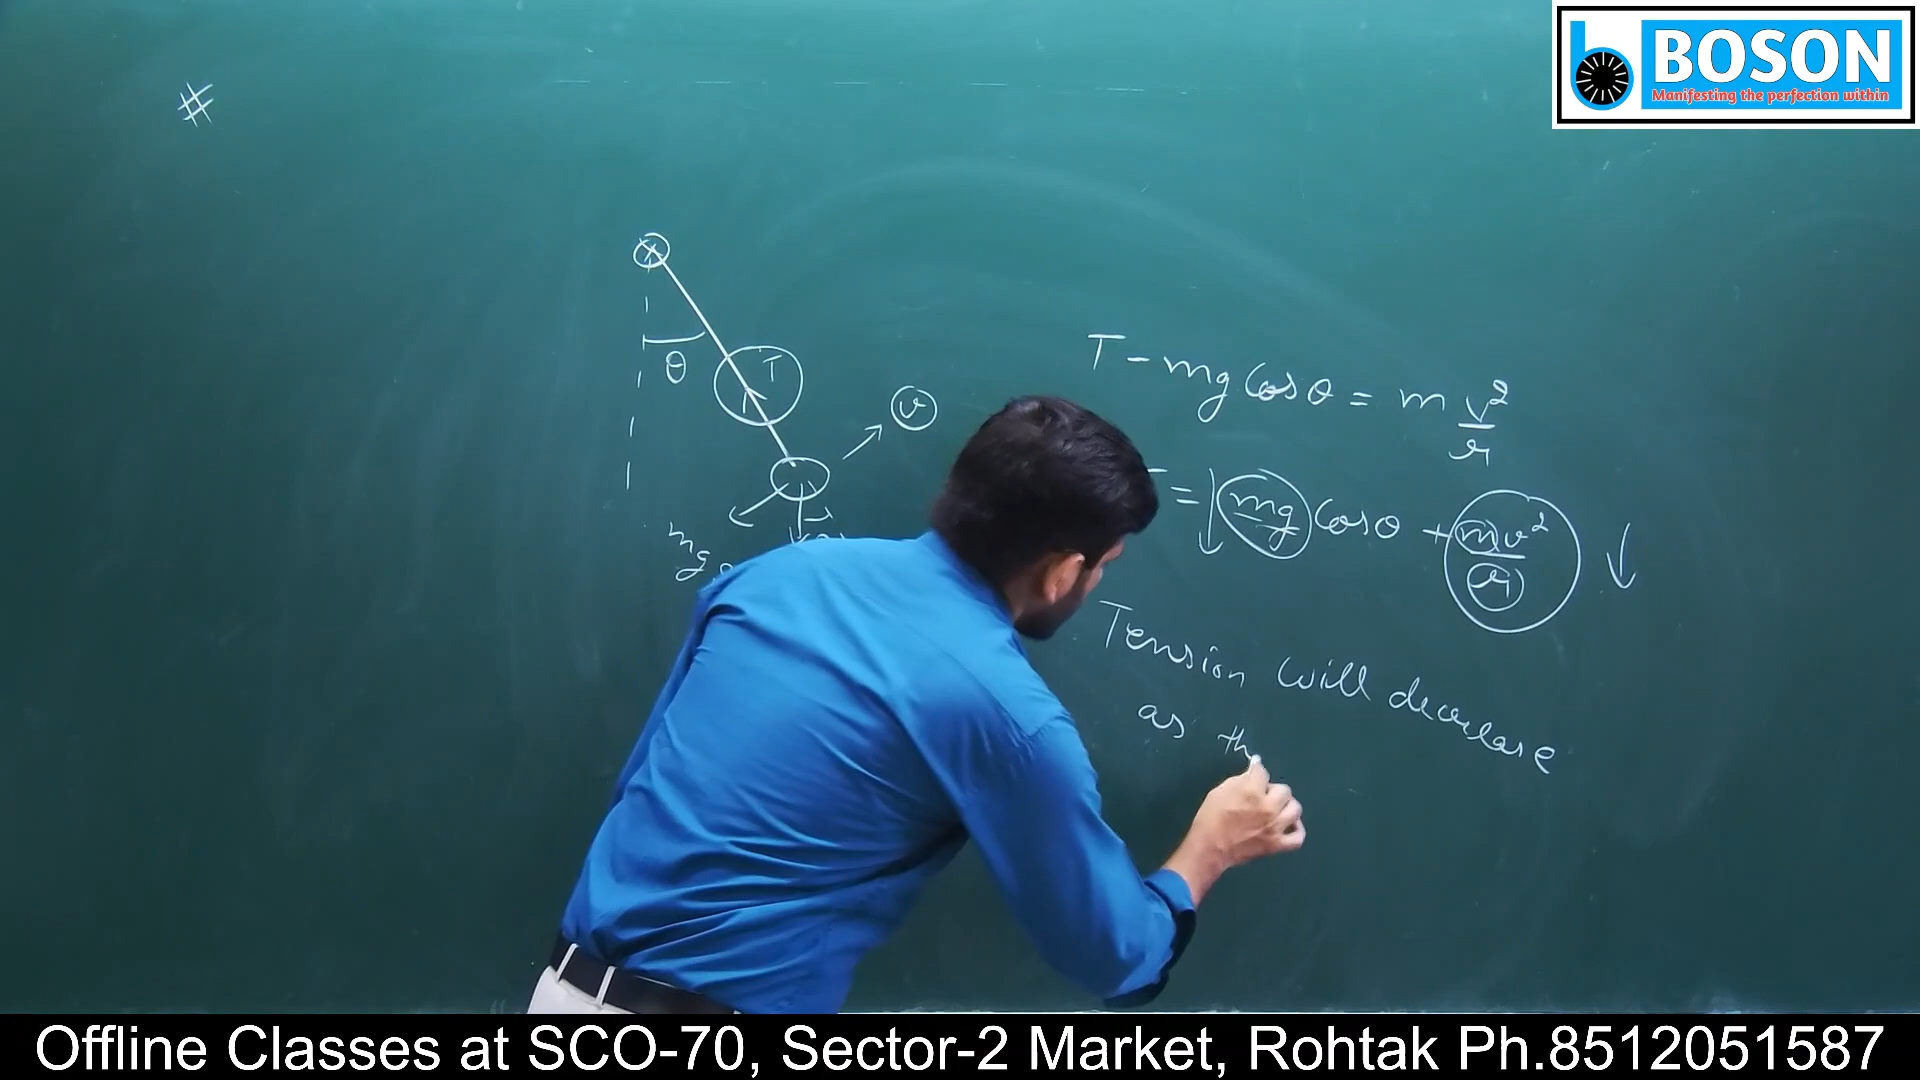 BOSON
Manifesting the perfection within
#
θ
T
v
mg
T - mg Cosθ = m v²/r
= mg Cosθ + mv²/r
Tension will decrease
as th
Offline Classes at SCO-70, Sector-2 Market, Rohtak Ph.8512051587